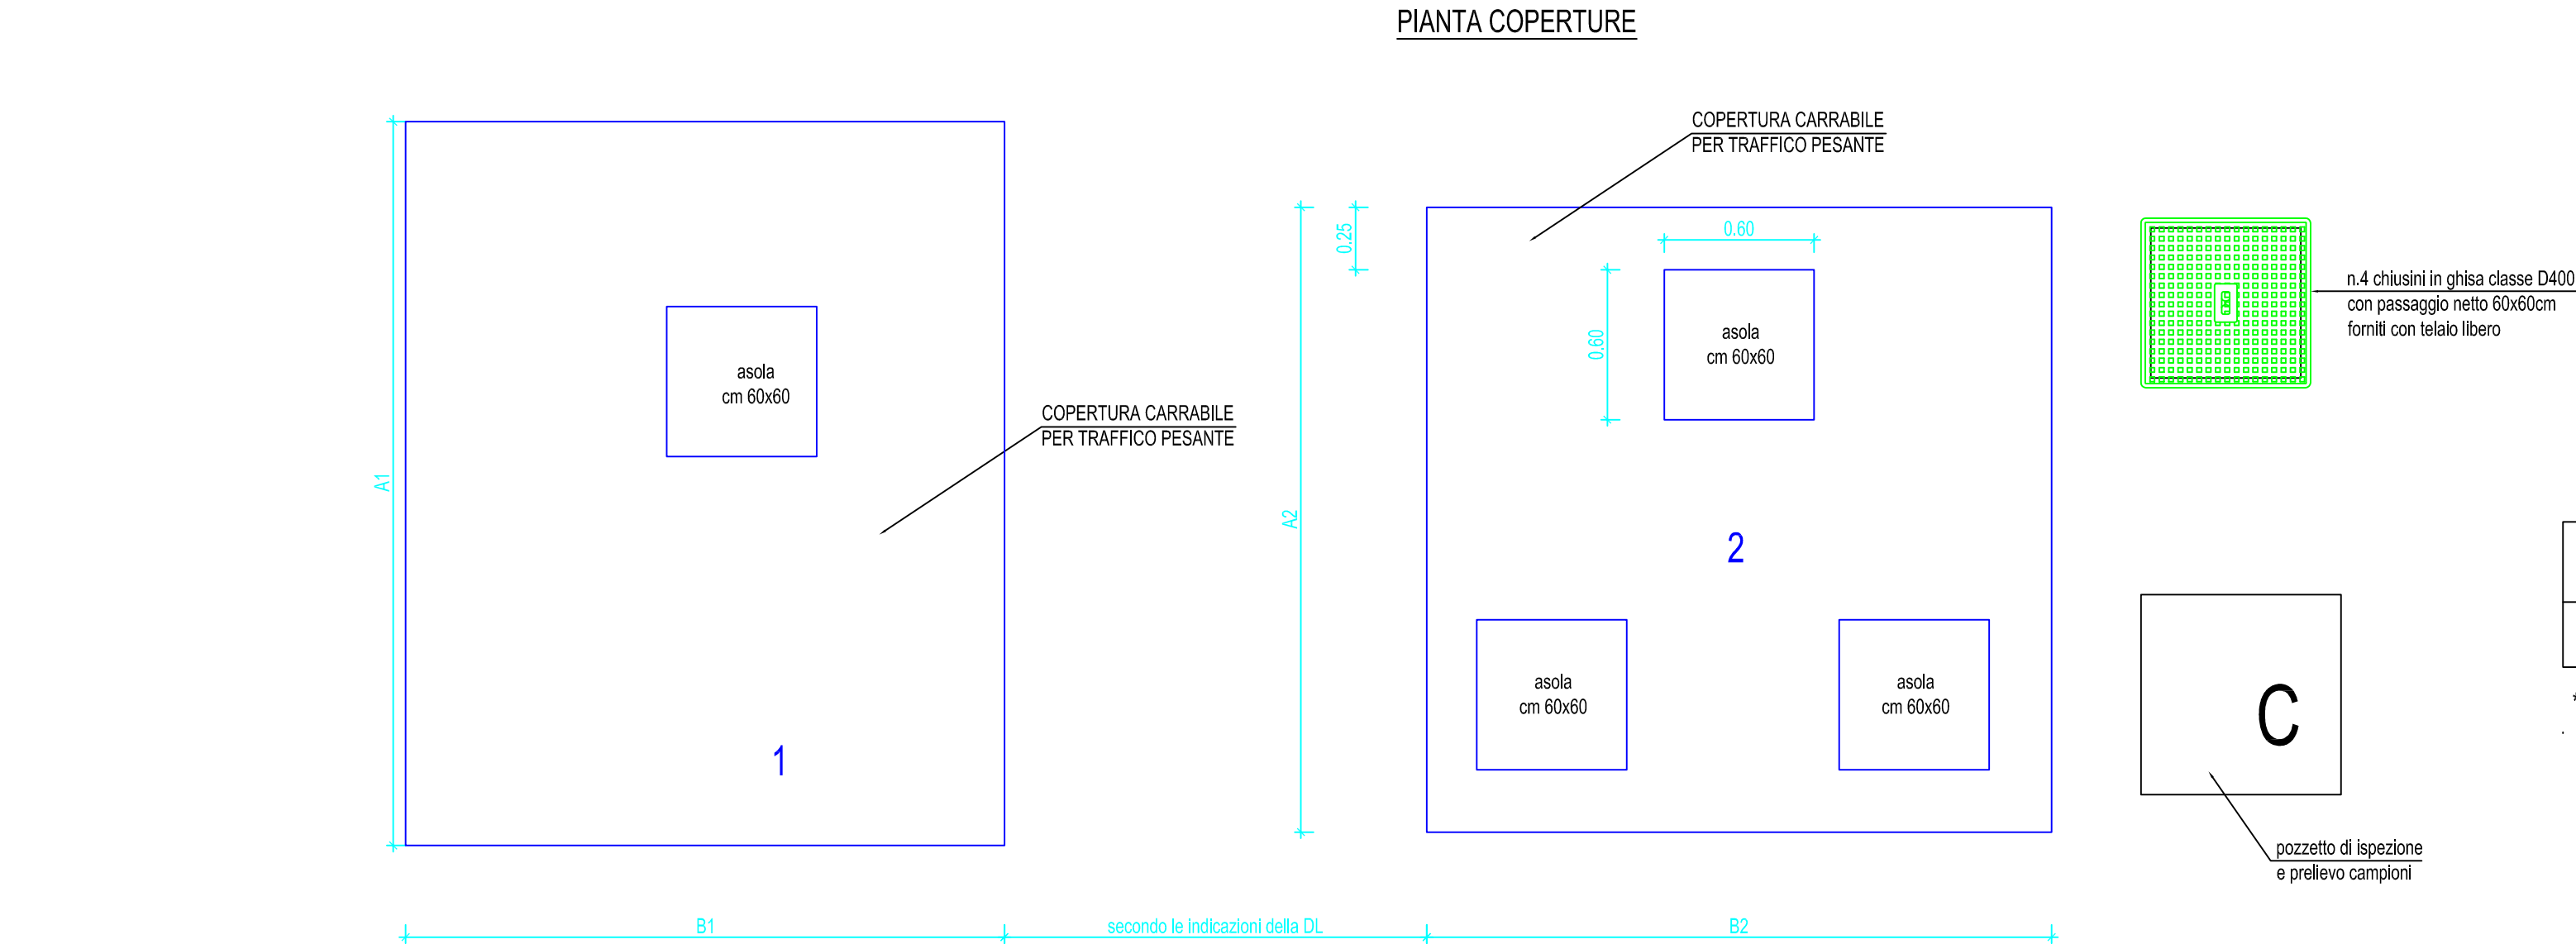 PIANTA COPERTURE
COPERTURA CARRABILE
PER TRAFFICO PESANTE
0.25
0.60
n.4 chiusini in ghisa classe D400
con passaggio netto 60x60cm
forniti con telaio libero
0.60
asola
cm 60x60
asola
cm 60x60
COPERTURA CARRABILE
PER TRAFFICO PESANTE
A1
A2
2
asola
cm 60x60
asola
cm 60x60
C
1
pozzetto di ispezione
e prelievo campioni
B1
secondo le indicazioni della DL
B2